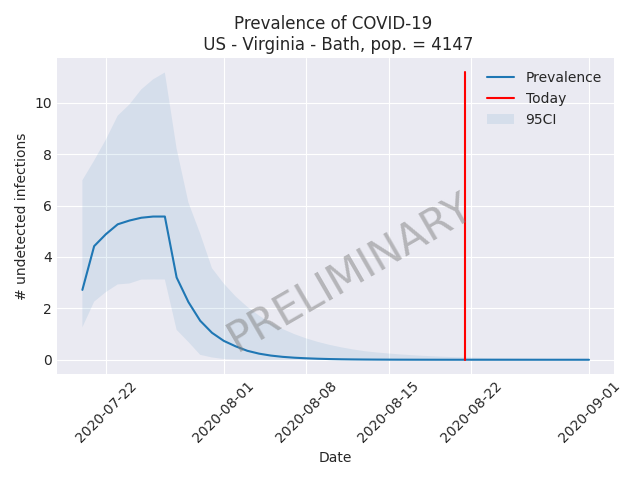 Prevalence of COVID-19
US - Virginia - Bath, pop. = 4147
# undetected infections
10
8
6
4
2
0
Prevalence
Today
95CI
PRELIMINARY
2020-07-22
2020-08-01
2020-08-08
2020-08-15
2020-08-22
2020-09-01
Date